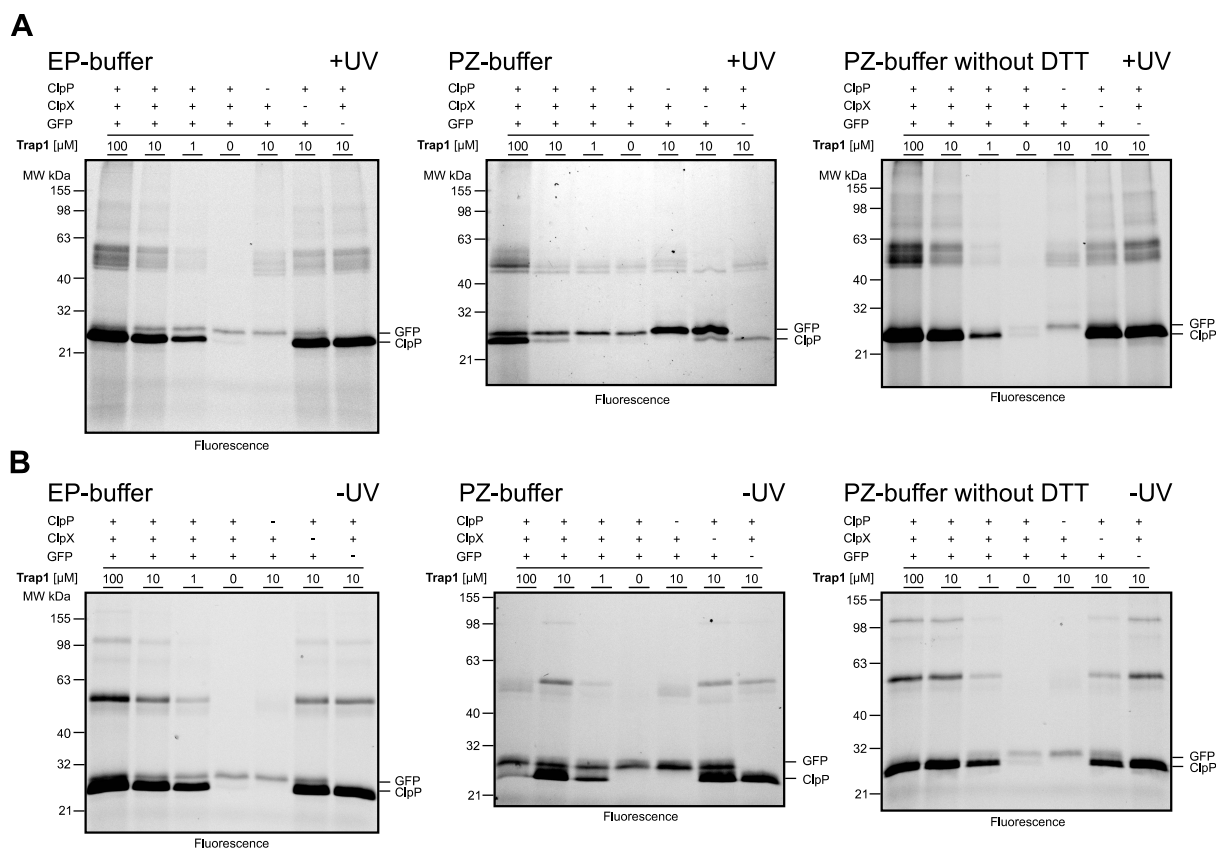 A
EP-buffer +UV
ClpP + + + + - + +
ClpX + + + + + - +
GFP + + + + + + -
Trap1 [µM] 100 10 1 0 10 10 10
MW kDa
155
98
63
40
32
21
GFP
ClpP
Fluorescence
PZ-buffer +UV
ClpP + + + + - + +
ClpX + + + + + - +
GFP + + + + + + -
Trap1 [µM] 100 10 1 0 10 10 10
MW kDa
155
98
63
40
32
21
GFP
ClpP
Fluorescence
PZ-buffer without DTT +UV
ClpP + + + + - + +
ClpX + + + + + - +
GFP + + + + + + -
Trap1 [µM] 100 10 1 0 10 10 10
MW kDa
155
98
63
40
32
21
GFP
ClpP
Fluorescence
B
EP-buffer -UV
ClpP + + + + - + +
ClpX + + + + + - +
GFP + + + + + + -
Trap1 [µM] 100 10 1 0 10 10 10
MW kDa
155
98
63
40
32
21
GFP
ClpP
Fluorescence
PZ-buffer -UV
ClpP + + + + - + +
ClpX + + + + + - +
GFP + + + + + + -
Trap1 [µM] 100 10 1 0 10 10 10
155
98
63
40
32
21
GFP
ClpP
Fluorescence
PZ-buffer without DTT -UV
ClpP + + + + - + +
ClpX + + + + + - +
GFP + + + + + + -
Trap1 [µM] 100 10 1 0 10 10 10
155
98
63
40
32
21
GFP
ClpP
Fluorescence